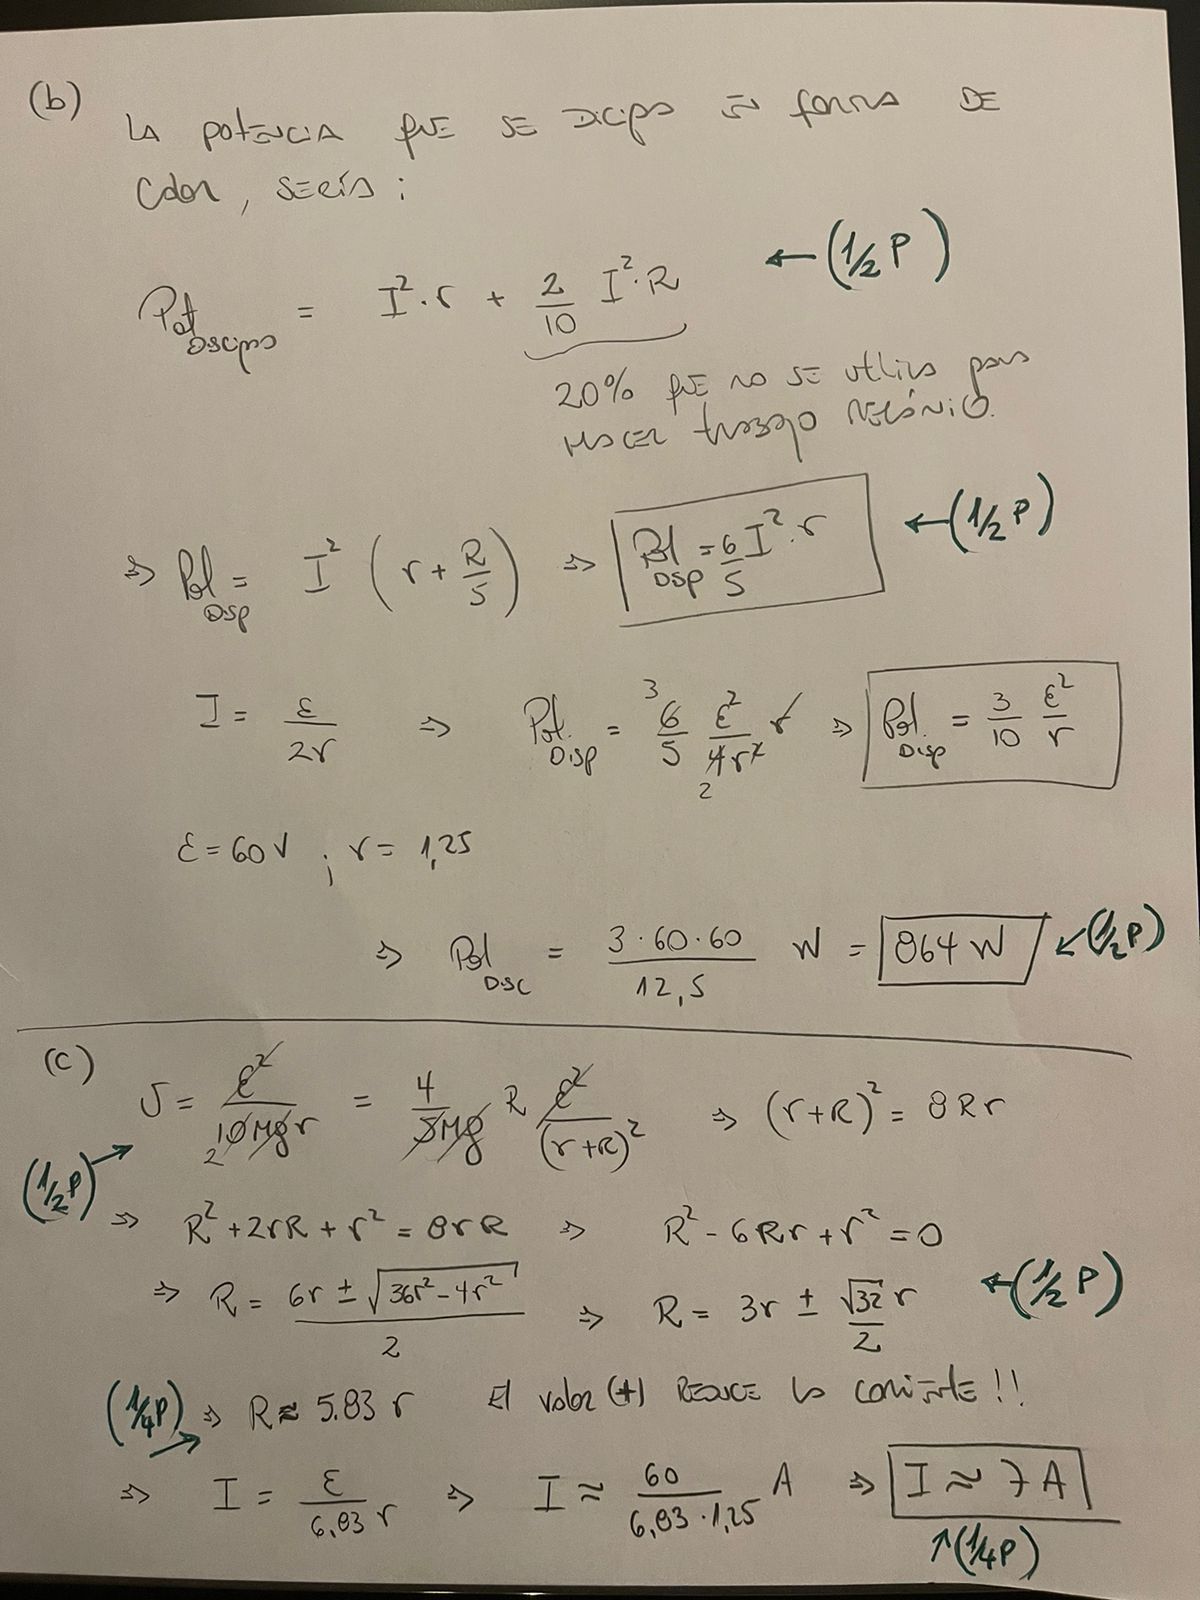 (b)
LA potencia que se Dicipa en forma DE
Calor, sería:
Pot Discipa = I²·r + 2/10 I²·R ← (1/2 P)
20% que no se utiliza para
HACER trabajo MECÁNICO.
⇒ Pot Disp = I² (r + R/5) ⇒ Pot Disp = 6/5 I²·r ← (1/2 P)
I = ε/2r ⇒ Pot. Disp = 6/5 ε²/4r² r ⇒ Pot. Disp = 3/10 ε²/r
3
2
ε = 60 V ; r = 1,25
⇒ Pot Disc = 3·60·60/12,5 W = 864 W ← (1/2 P)
(c)
v = ε²/10Mgr = 4/5Mg R ε²/(r+R)² ⇒ (r+R)² = 8Rr
2
(1/2 P) →
⇒ R² + 2rR + r² = 8rR ⇒ R² - 6Rr + r² = 0
⇒ R = 6r ± √36r² - 4r² / 2 ⇒ R = 3r ± √32/2 r ← (1/2 P)
(1/4 P) → ⇒ R ≈ 5.83 r El valor (+) REDUCE la corriente!!
⇒ I = ε/6,83 r ⇒ I ≈ 60/6,83·1,25 A ⇒ I ≈ 7 A
↑ (1/4 P)